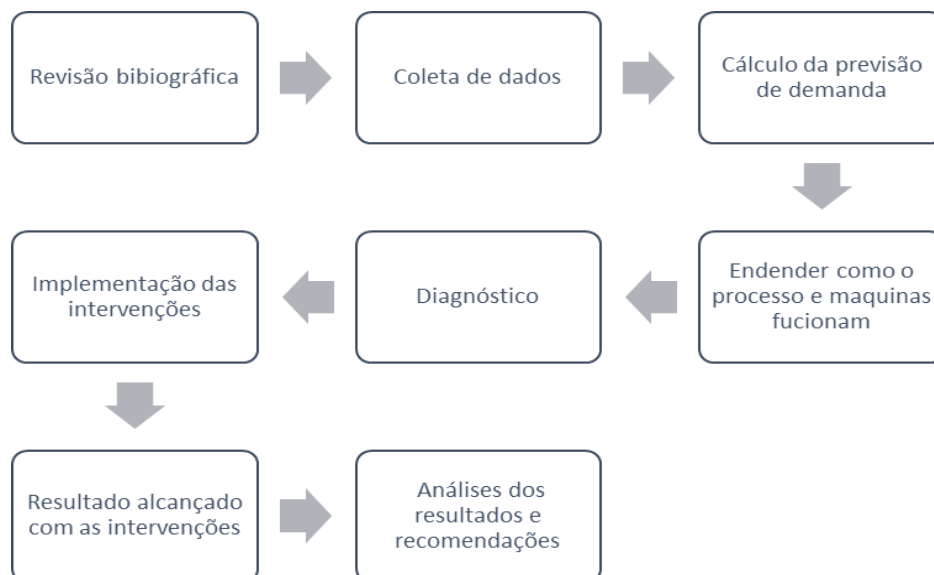 Revisão bibiográfica
Coleta de dados
Cálculo da previsão
de demanda
Endender como o
processo e maquinas
fucionam
Diagnóstico
Implementação das
intervenções
Resultado alcançado
com as intervenções
Análises dos
resultados e
recomendações